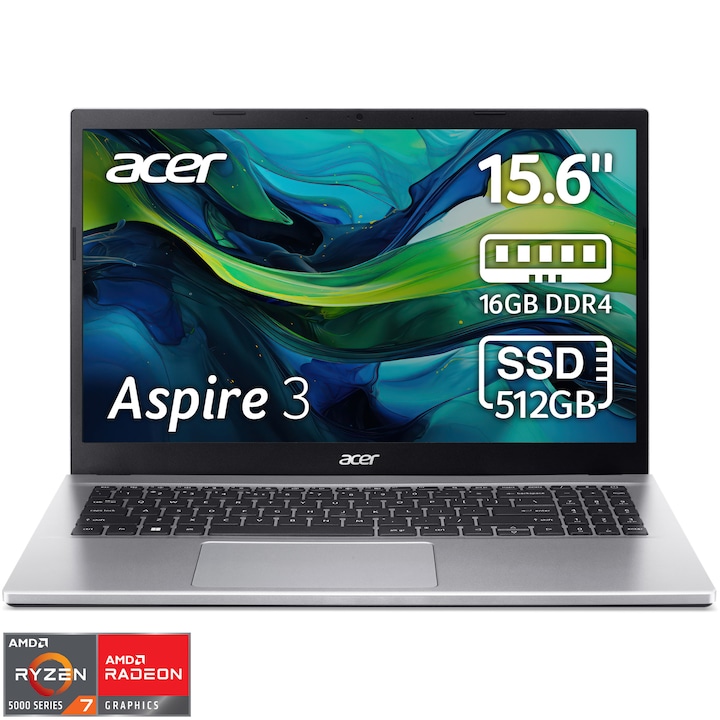 acer
15.6"
16GB DDR4
SSD
512GB
Aspire 3
acer
AMD
RYZEN
5000 SERIES 7
AMD
RADEON
GRAPHICS